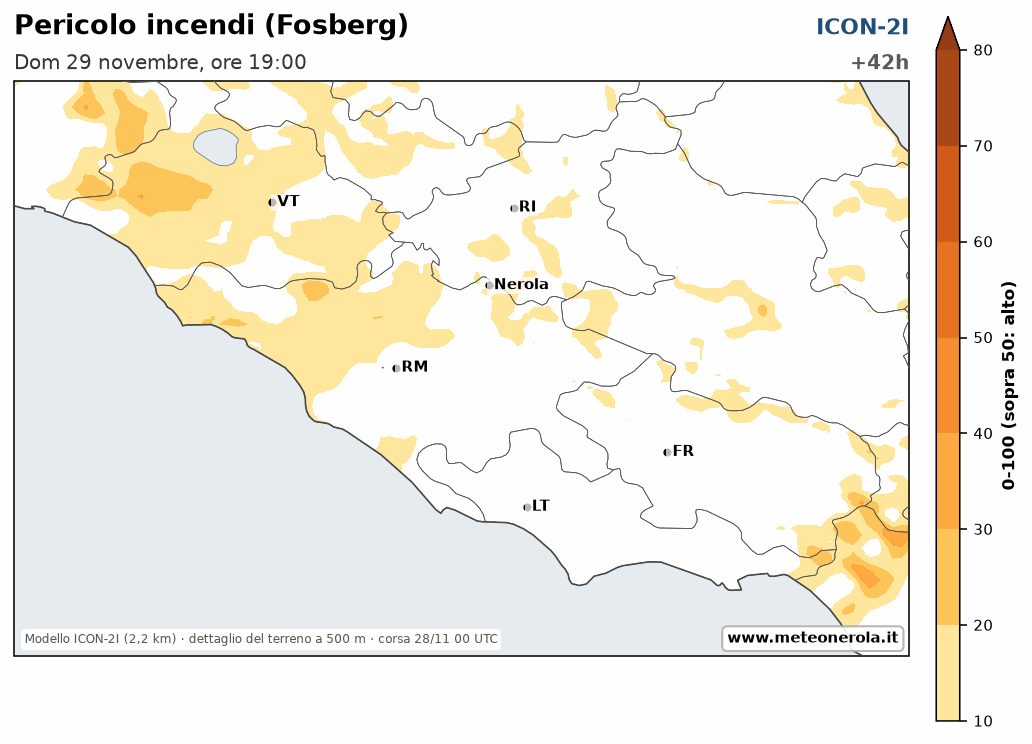 Pericolo incendi (Fosberg)
ICON-2I
Dom 29 novembre, ore 19:00
+42h
VT
RI
Nerola
RM
FR
LT
Modello ICON-2I (2,2 km) · dettaglio del terreno a 500 m · corsa 28/11 00 UTC
www.meteonerola.it
80
70
60
50
40
30
20
10
0-100 (sopra 50: alto)